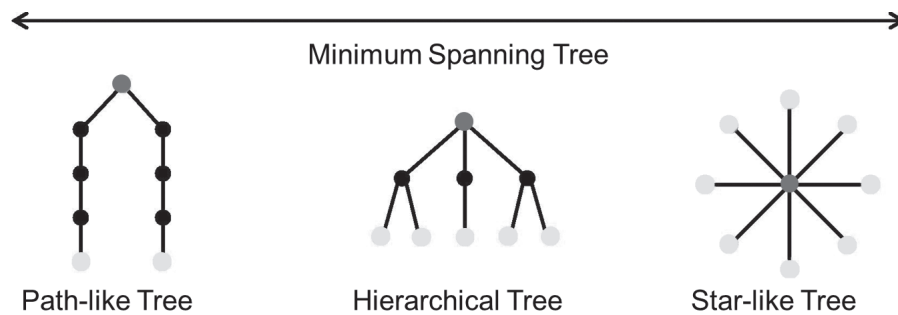 Minimum Spanning Tree
Path-like Tree
Hierarchical Tree
Star-like Tree